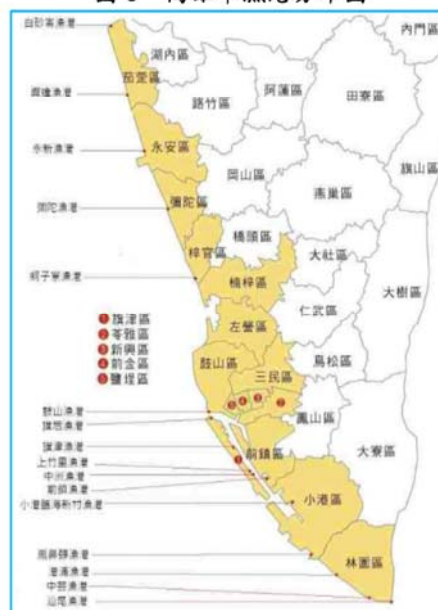 內門區
白砂崙漁港
湖內區
茄萣區
路竹區
阿蓮區
田寮區
永安區
永新漁港
岡山區
燕巢區
旗山區
彌陀區
彌陀漁港
梓官區
橋頭區
大社區
大樹區
蚵子寮漁港
楠梓區
仁武區
❶旗津區
❷苓雅區
❸新興區
❹前金區
❺鹽埕區
左營區
鳥松區
鼓山區
三民區
鳳山區
鼓山漁港
旗后漁港
旗津漁港
上竹里漁港
中洲漁港
前鎮漁港
小港臨海新村漁港
前鎮區
大寮區
小港區
鳳鼻頭漁港
林園區
港埔漁港
中芸漁港
汕尾漁港